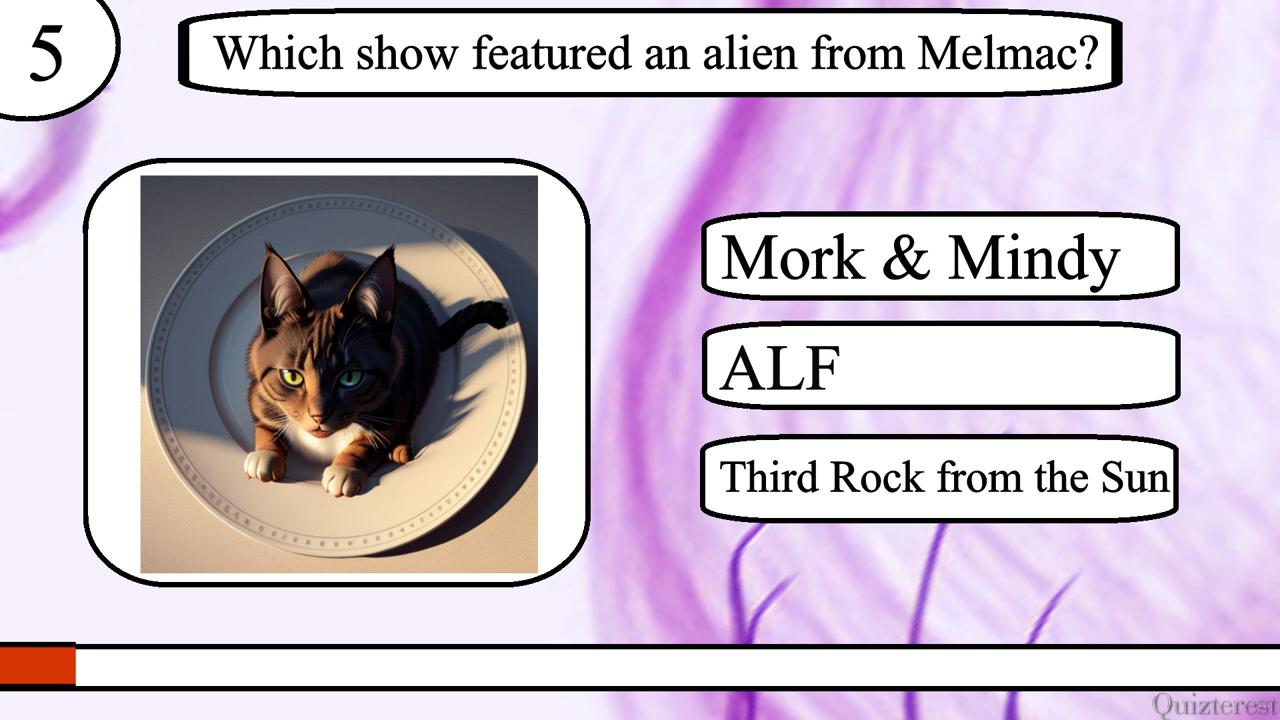 5
Which show featured an alien from Melmac?
Mork & Mindy
ALF
Third Rock from the Sun
Quizterest